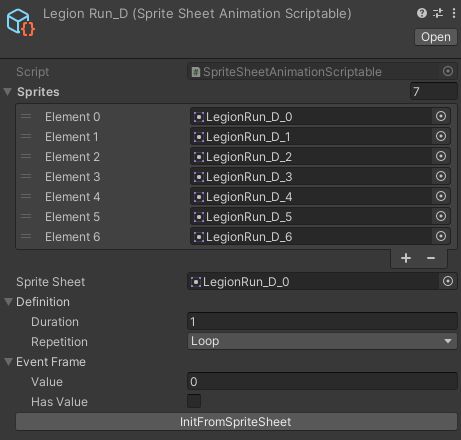 Legion Run_D (Sprite Sheet Animation Scriptable)
Open
Script SpriteSheetAnimationScriptable
Sprites 7
Element 0 LegionRun_D_0
Element 1 LegionRun_D_1
Element 2 LegionRun_D_2
Element 3 LegionRun_D_3
Element 4 LegionRun_D_4
Element 5 LegionRun_D_5
Element 6 LegionRun_D_6
+ −
Sprite Sheet LegionRun_D_0
Definition
Duration 1
Repetition Loop
Event Frame
Value 0
Has Value
InitFromSpriteSheet